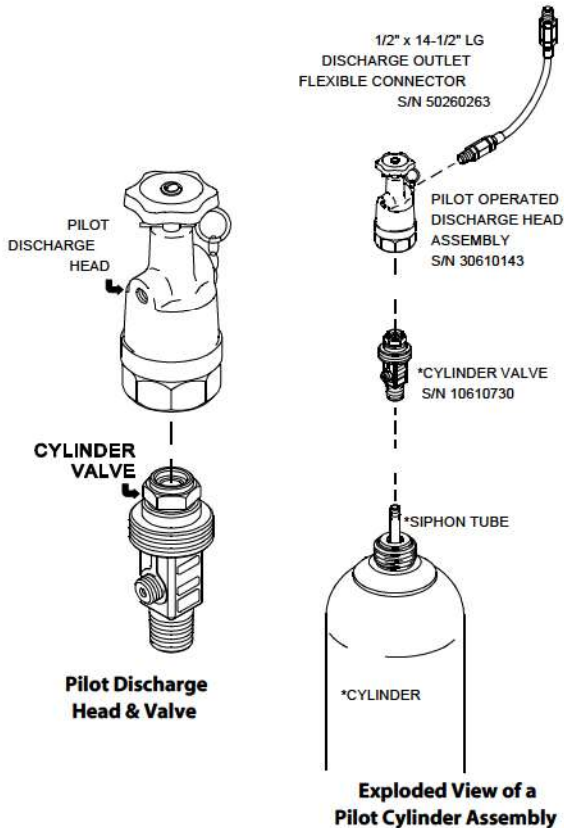 1/2" x 14-1/2" LG
DISCHARGE OUTLET
FLEXIBLE CONNECTOR
S/N 50260263
PILOT
DISCHARGE
HEAD
PILOT OPERATED
DISCHARGE HEAD
ASSEMBLY
S/N 30610143
*CYLINDER VALVE
S/N 10610730
CYLINDER
VALVE
*SIPHON TUBE
Pilot Discharge
Head & Valve
*CYLINDER
Exploded View of a
Pilot Cylinder Assembly